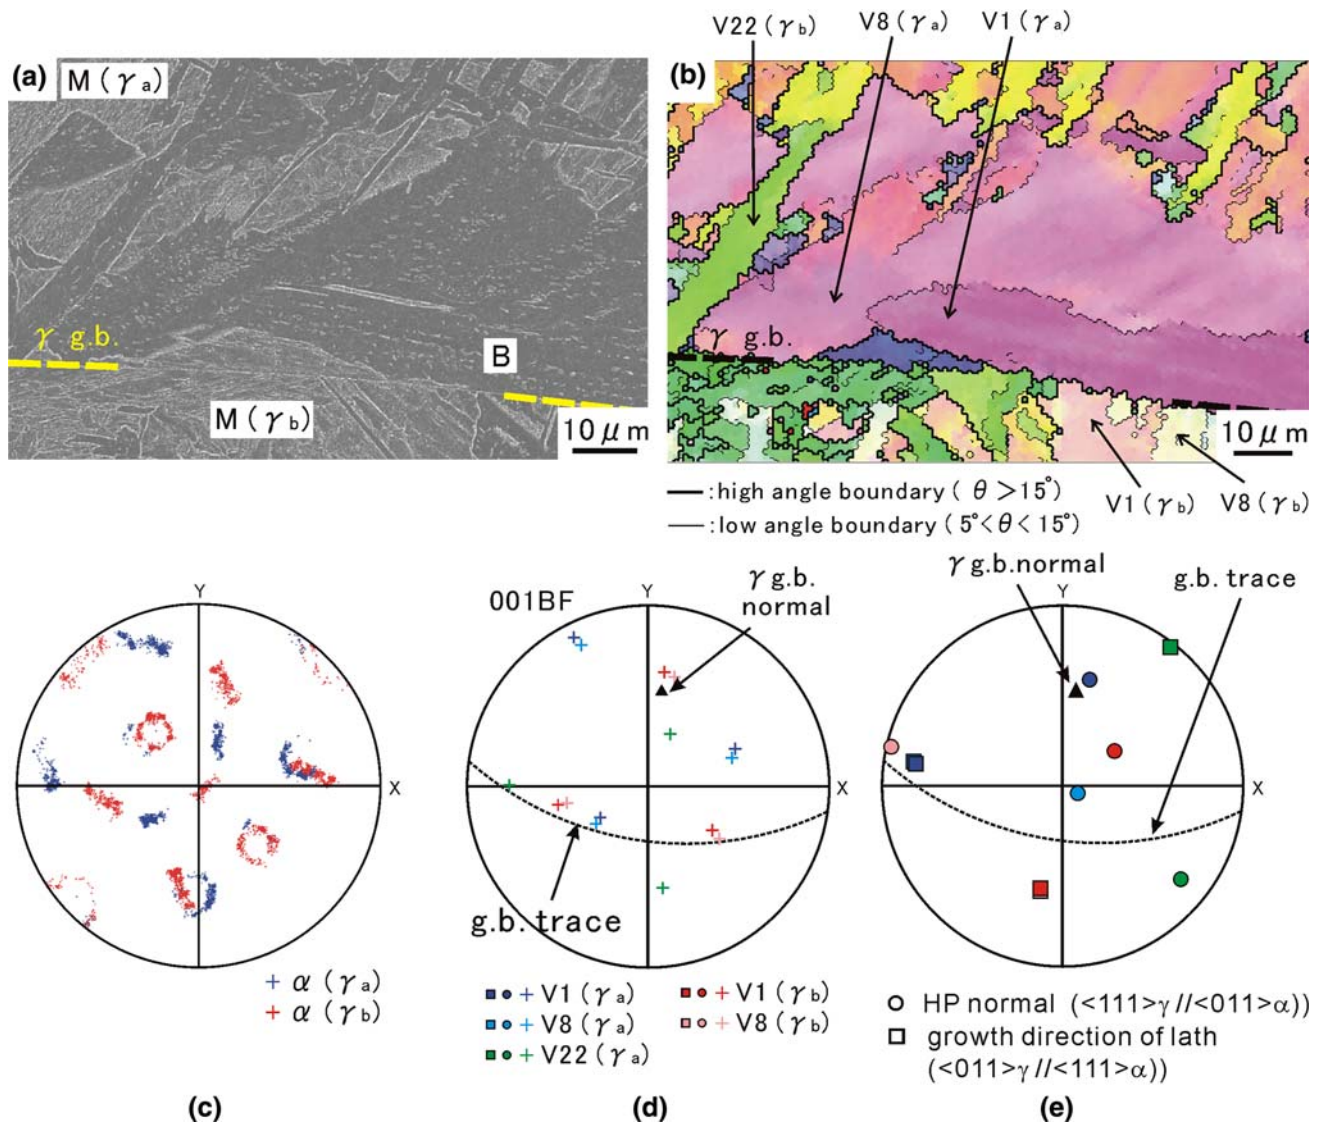 V22 (γb) V8 (γa) V1 (γa)
(a) M (γa)
γ g.b.
B
M (γb)
10 μm
(b)
γ g.b.
10 μm
— : high angle boundary ( θ >15°)
— : low angle boundary ( 5°<θ< 15°)
V1 (γb) V8 (γb)
Y
X
+ α (γa)
+ α (γb)
(c)
001BF
Y
γ g.b.
normal
X
g.b. trace
V1 (γa) V1 (γb)
V8 (γa) V8 (γb)
V22 (γa)
(d)
γ g.b.normal
g.b. trace
Y
X
HP normal (<111>γ//<011>α))
growth direction of lath
(<011>γ//<111>α))
(e)